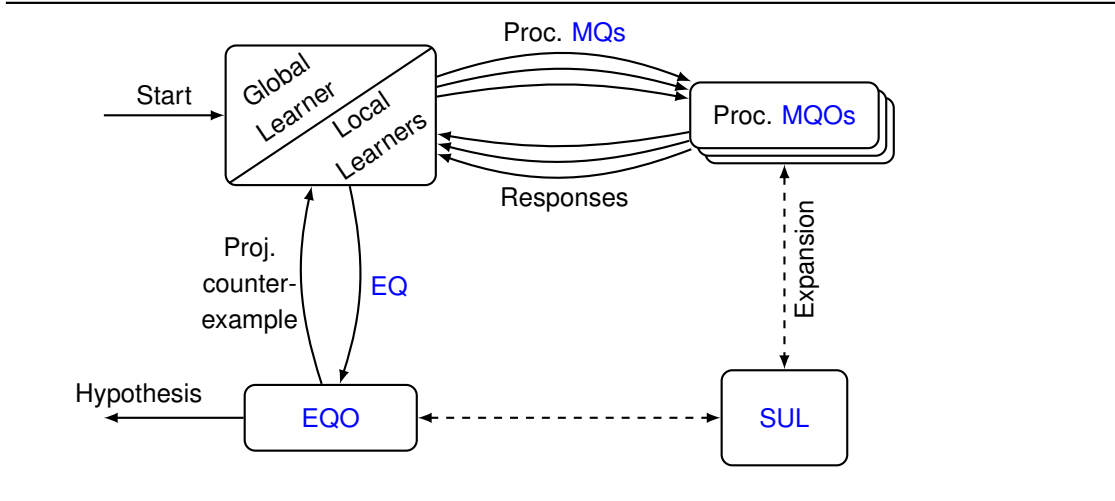 Proc. MQs
Start
Global
Learner
Local
Learners
Proc. MQOs
Responses
Expansion
Proj.
counter-
example
EQ
Hypothesis
EQO
SUL